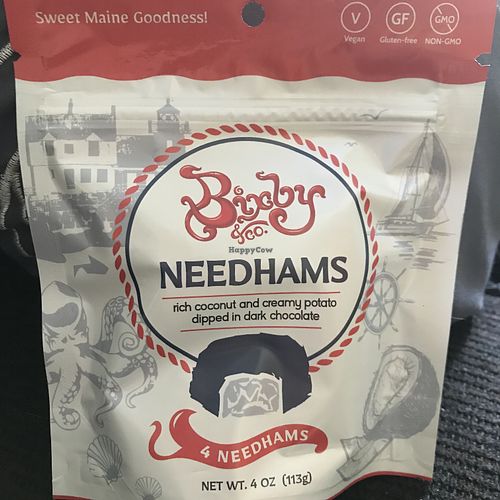 Sweet Maine Goodness!
V
GF
GMO
Vegan
Gluten-free
NON-GMO
Bixby
& CO.
HappyCow
NEEDHAMS
rich coconut and creamy potato
dipped in dark chocolate
4 NEEDHAMS
NET WT. 4 OZ (113g)